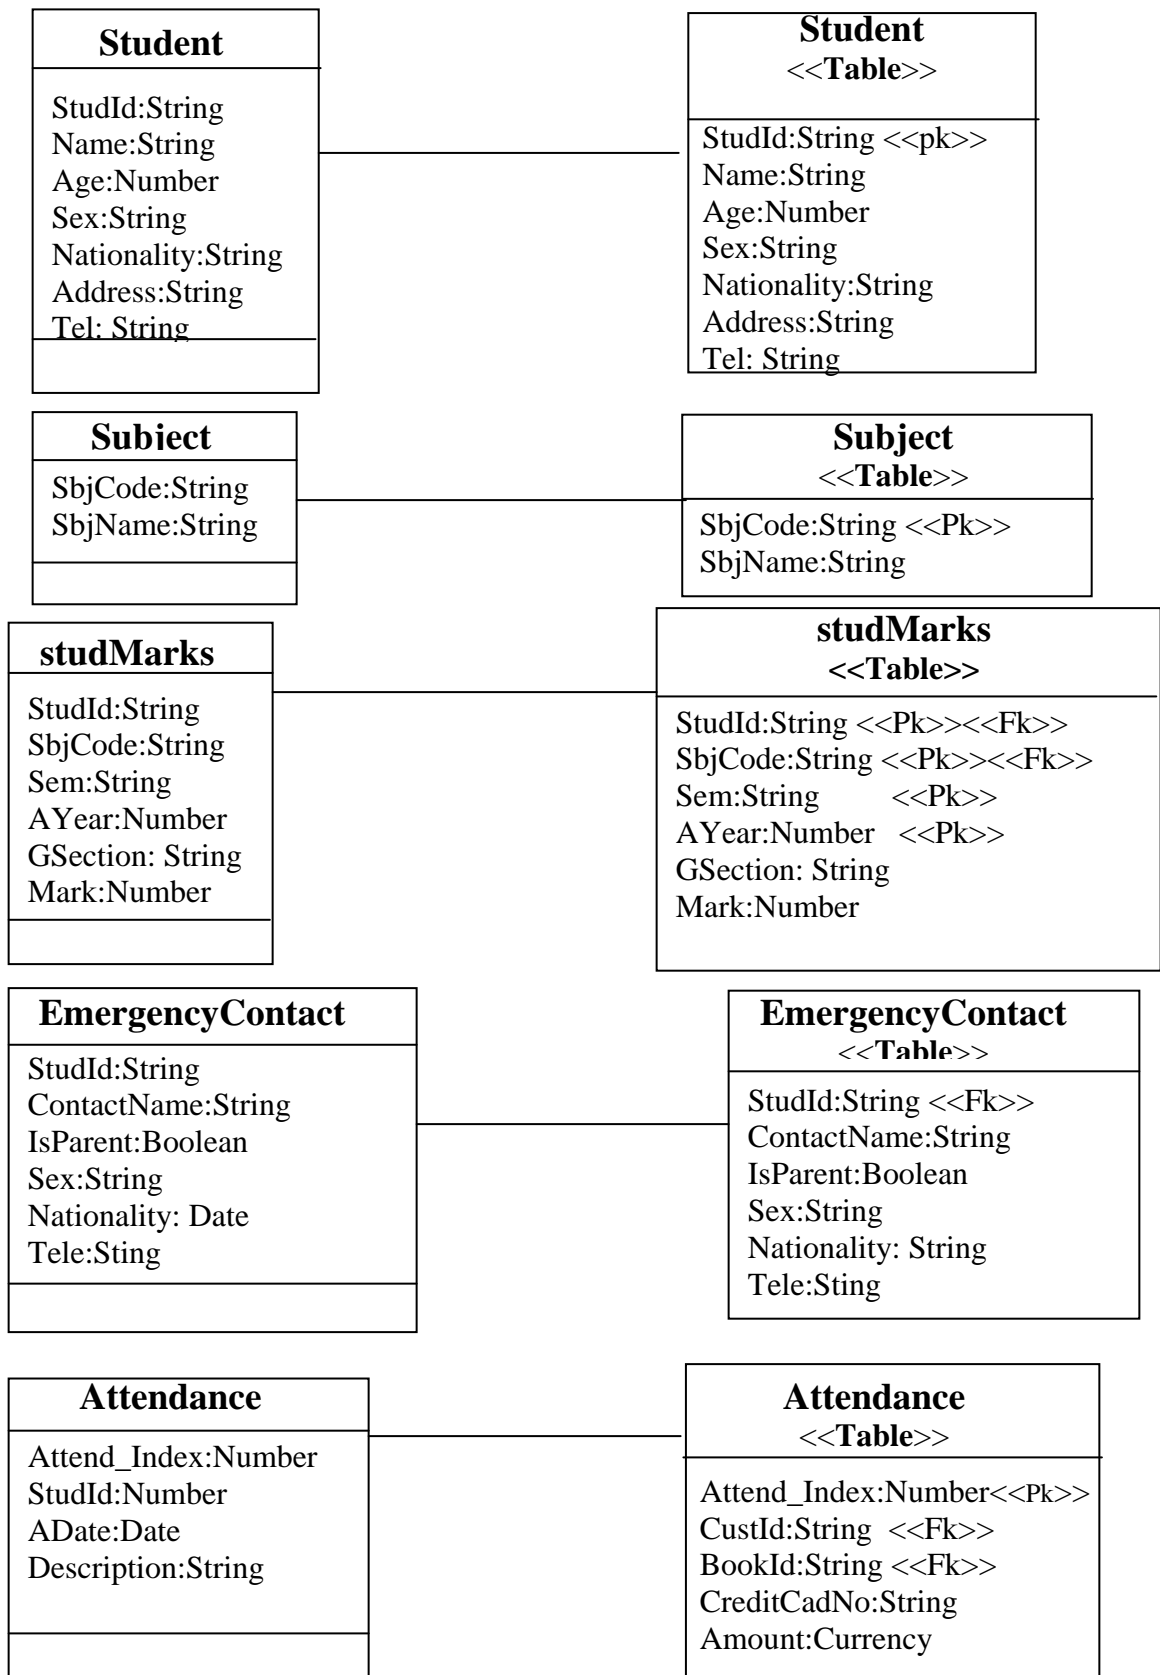 Student
StudId:String
Name:String
Age:Number
Sex:String
Nationality:String
Address:String
Tel: String
Student
<<Table>>
StudId:String <<pk>>
Name:String
Age:Number
Sex:String
Nationality:String
Address:String
Tel: String
Subject
SbjCode:String
SbjName:String
Subject
<<Table>>
SbjCode:String <<Pk>>
SbjName:String
studMarks
StudId:String
SbjCode:String
Sem:String
AYear:Number
GSection: String
Mark:Number
studMarks
<<Table>>
StudId:String <<Pk>><<Fk>>
SbjCode:String <<Pk>><<Fk>>
Sem:String <<Pk>>
AYear:Number <<Pk>>
GSection: String
Mark:Number
EmergencyContact
StudId:String
ContactName:String
IsParent:Boolean
Sex:String
Nationality: Date
Tele:Sting
EmergencyContact
<<Table>>
StudId:String <<Fk>>
ContactName:String
IsParent:Boolean
Sex:String
Nationality: String
Tele:Sting
Attendance
Attend_Index:Number
StudId:Number
ADate:Date
Description:String
Attendance
<<Table>>
Attend_Index:Number<<Pk>>
CustId:String <<Fk>>
BookId:String <<Fk>>
CreditCadNo:String
Amount:Currency